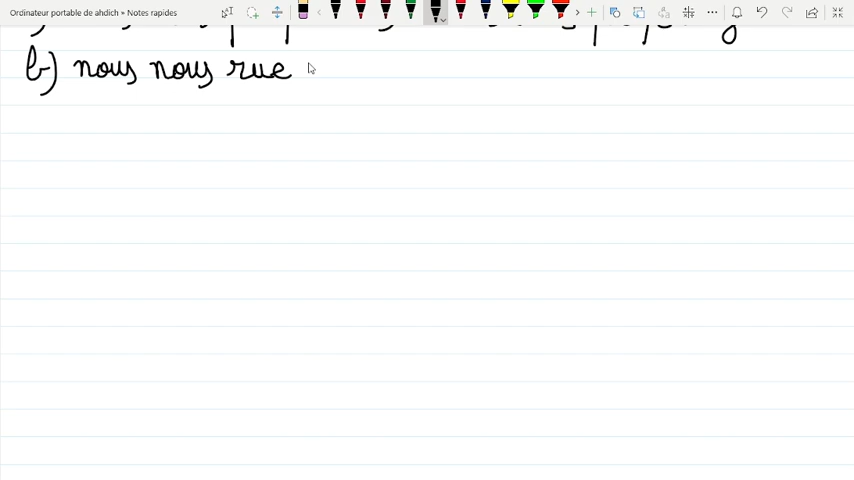 Ordinateur portable de ahdich » Notes rapides
b) nous nous rue